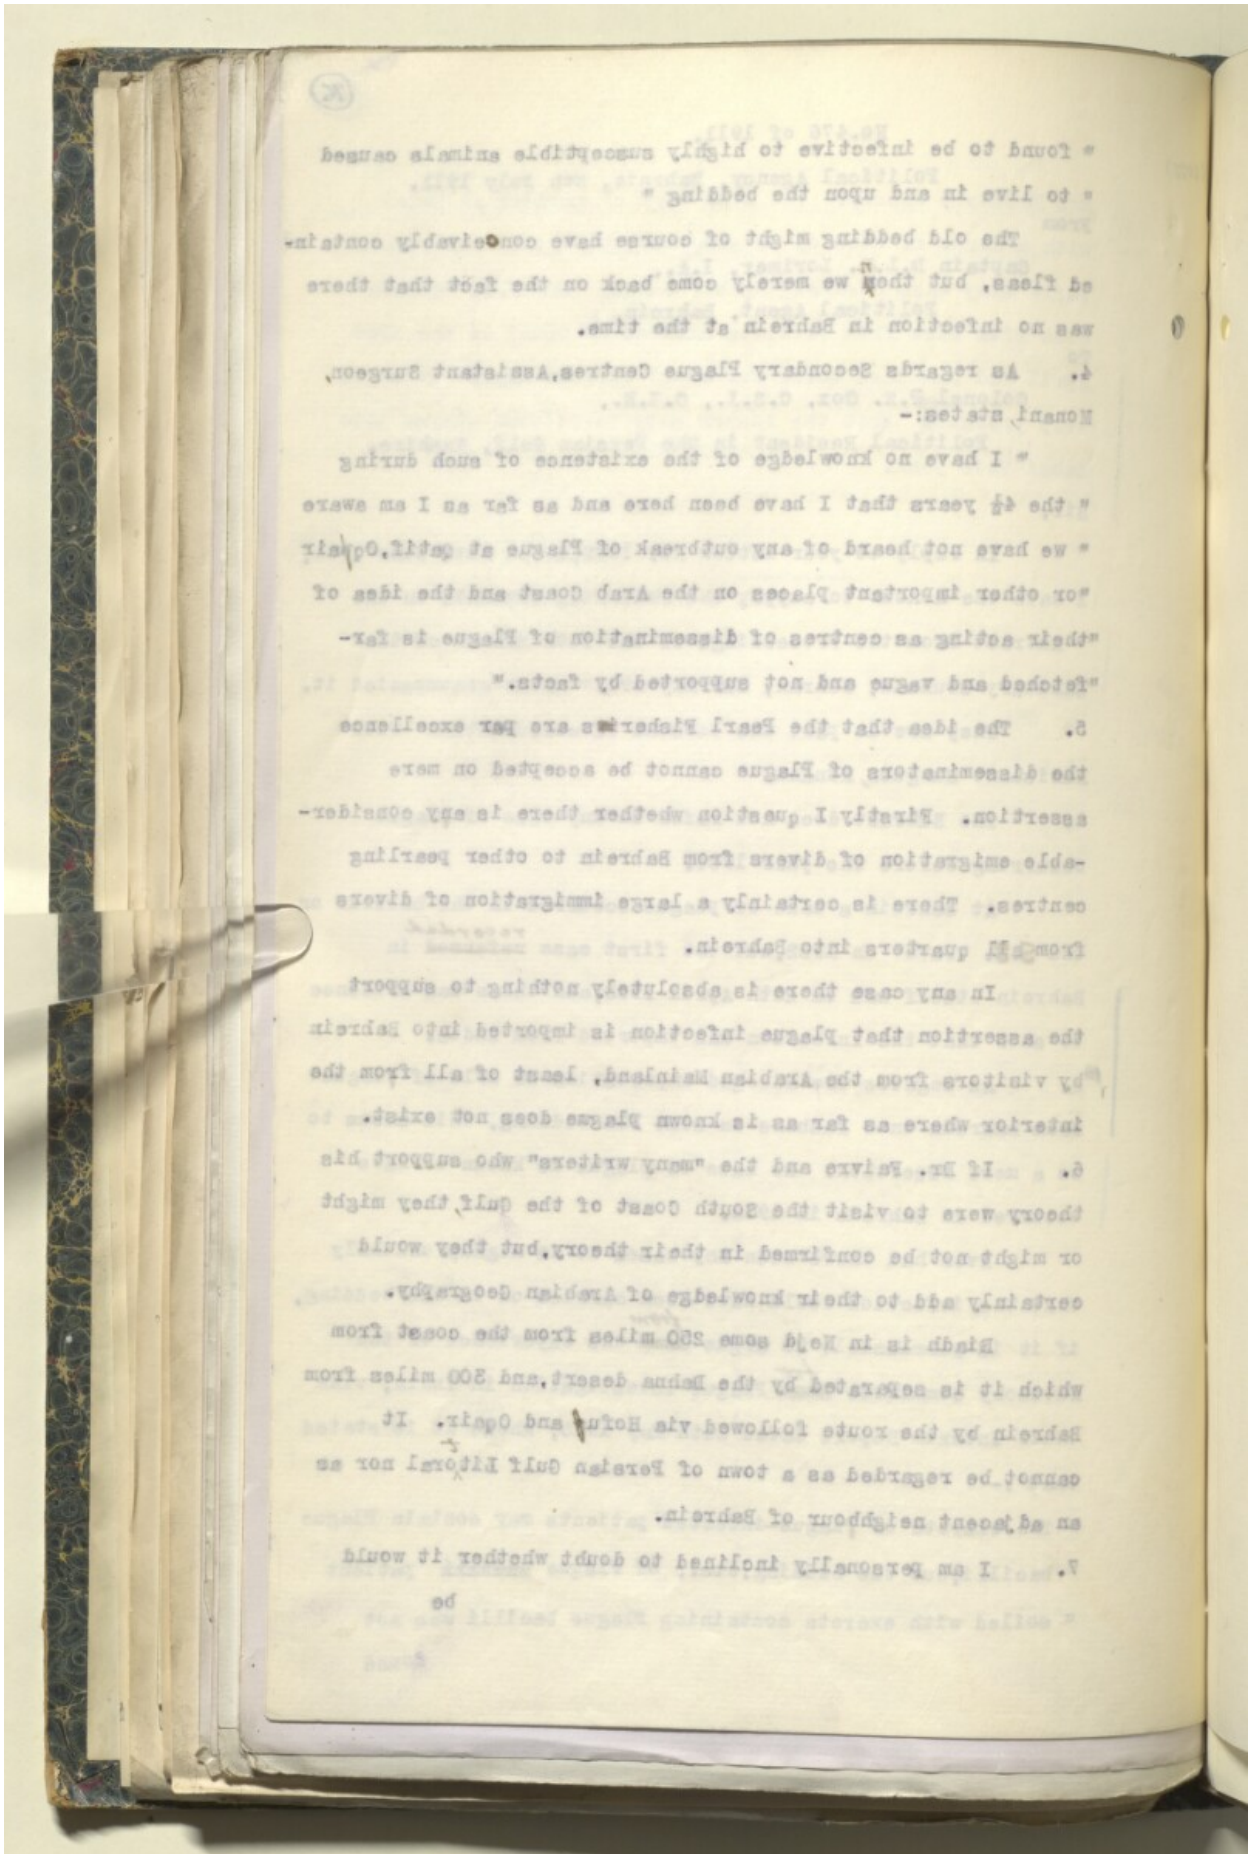 " found to be infective to highly susceptible animals caused
" to live in and upon the bedding "
The old bedding might of course have conceivably contain-
ed fleas, but then we merely come back on the fact that there
was no infection in Bahrein at the time.
4. As regards Secondary Plague Centres, Assistant Surgeon,
Monani, states:-
" I have no knowledge of the existence of such during
" the 4½ years that I have been here and as far as I am aware
" we have not heard of any outbreak of Plague at Qatif, Oqair
"or other important places on the Arab Coast and the idea of
"their acting as centres of dissemination of Plague is far-
"fetched and vague and not supported by facts."
5. The idea that the Pearl Fisheries are par excellence
the disseminators of Plague cannot be accepted on mere
assertion. Firstly I question whether there is any consider-
-able emigration of divers from Bahrein to other pearling
centres. There is certainly a large immigration of divers
from all quarters into Bahrein.
In any case there is absolutely nothing to support
the assertion that plague infection is imported into Bahrein
by visitors from the Arabian Mainland, least of all from the
interior where as far as is known plague does not exist.
6. If Dr. Faivre and the "many writers" who support his
theory were to visit the South Coast of the Gulf, they might
or might not be confirmed in their theory, but they would
certainly add to their knowledge of Arabian Geography.
Riadh is in Nejd some 250 miles from the coast from
which it is separated by the Dahna desert, and 300 miles from
Bahrein by the route followed via Hofuf and Oqair. It
cannot be regarded as a town of Persian Gulf Littoral nor as
an adjacent neighbour of Bahrein.
7. I am personally inclined to doubt whether it would
be